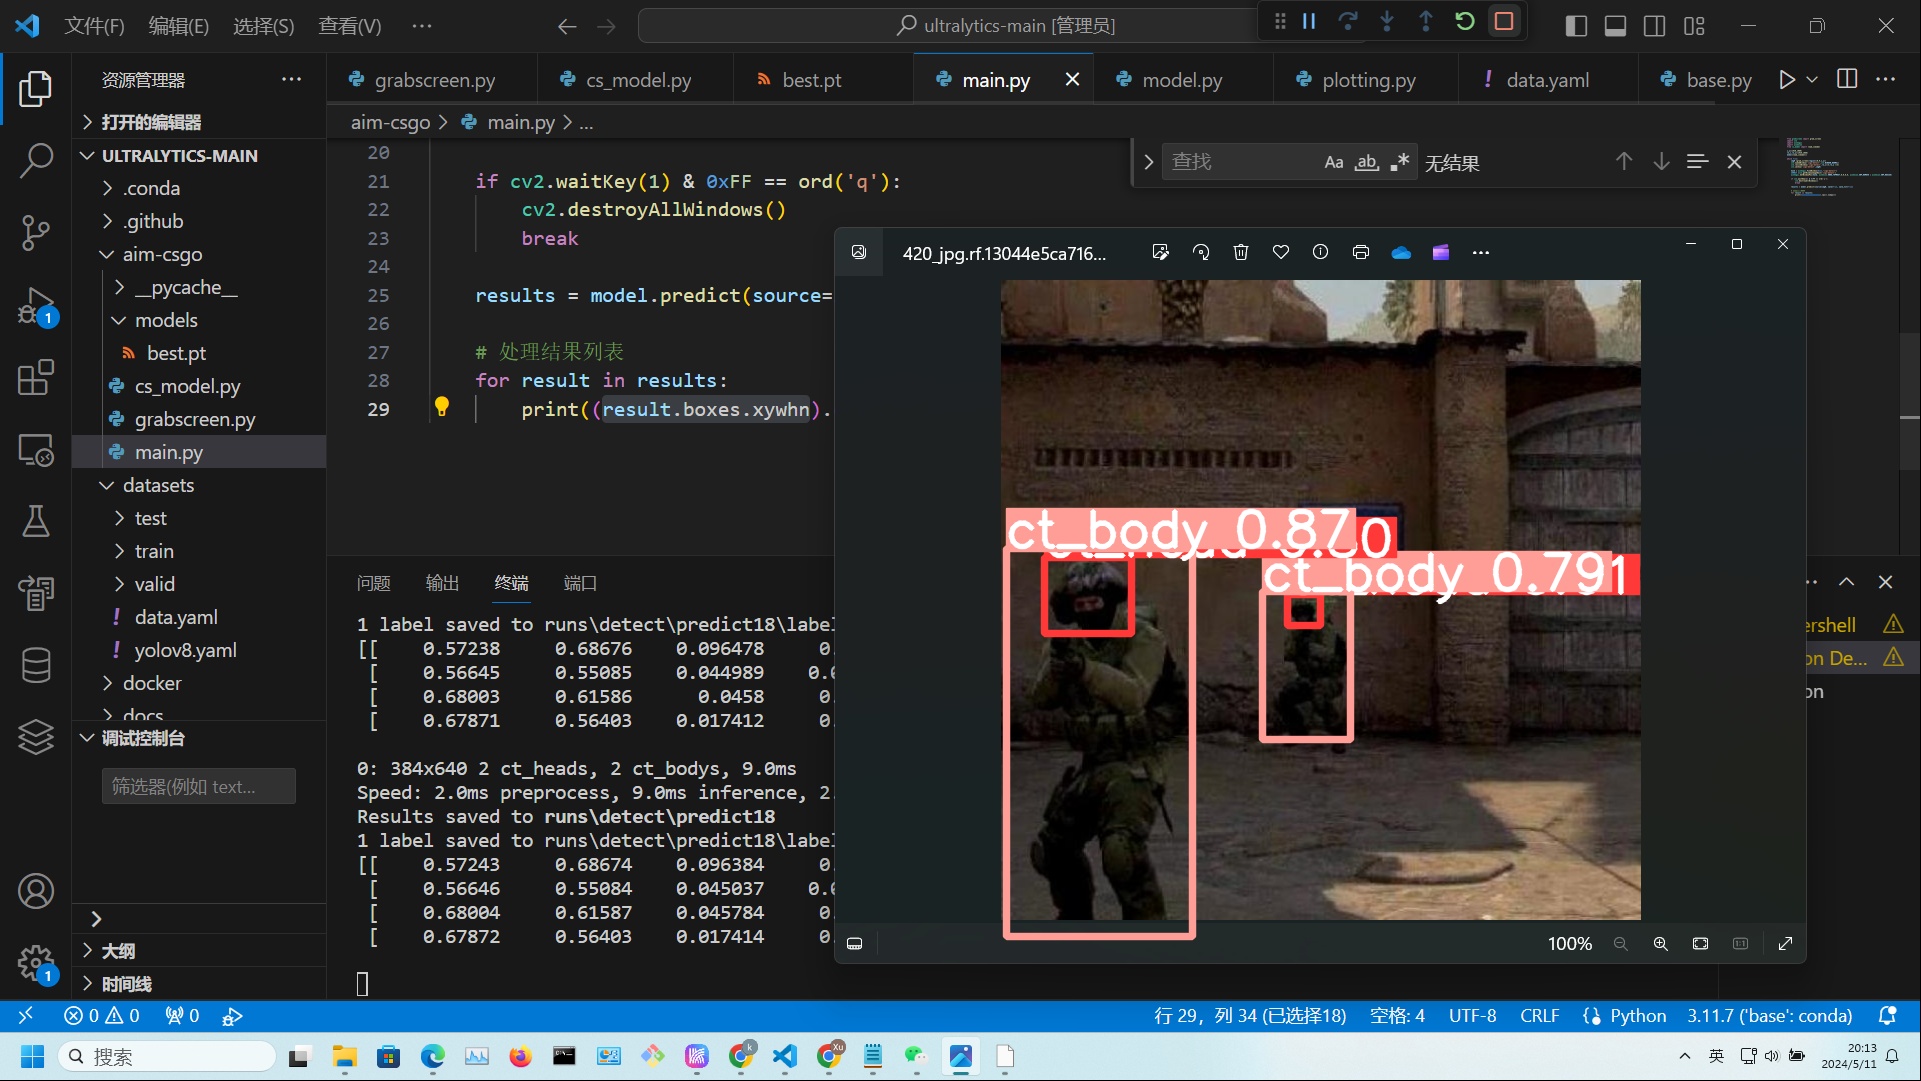 文件(F) 编辑(E) 选择(S) 查看(V) ··· ultralytics-main [管理员]
资源管理器 ···
grabscreen.py cs_model.py best.pt main.py model.py plotting.py ! data.yaml base.py
打开的编辑器
aim-csgo > main.py > ...
ULTRALYTICS-MAIN
.conda
.github
aim-csgo
__pycache__
models
best.pt
cs_model.py
grabscreen.py
main.py
datasets
test
train
valid
! data.yaml
! yolov8.yaml
docker
docs
调试控制台
筛选器(例如 text...
大纲
时间线
1
1
查找 Aa ab .* 无结果
20
21 if cv2.waitKey(1) & 0xFF == ord('q'):
22 cv2.destroyAllWindows()
23 break
24
25 results = model.predict(source=
26
27 # 处理结果列表
28 for result in results:
29 print((result.boxes.xywhn).
问题 输出 终端 端口
1 label saved to runs\detect\predict18\label
[[ 0.57238 0.68676 0.096478 0.
[ 0.56645 0.55085 0.044989 0.0
[ 0.68003 0.61586 0.0458 0.
[ 0.67871 0.56403 0.017412 0.
0: 384x640 2 ct_heads, 2 ct_bodys, 9.0ms
Speed: 2.0ms preprocess, 9.0ms inference, 2.
Results saved to runs\detect\predict18
1 label saved to runs\detect\predict18\label
[[ 0.57243 0.68674 0.096384 0.
[ 0.56646 0.55084 0.045037 0.0
[ 0.68004 0.61587 0.045784 0.
[ 0.67872 0.56403 0.017414 0.
420_jpg.rf.13044e5ca716...
ct_body 0.87
0
ct_body 0.79
1
100%
ershell
on De...
on
0 0 0 行 29，列 34 (已选择18) 空格: 4 UTF-8 CRLF Python 3.11.7 ('base': conda)
搜索
英
20:13
2024/5/11